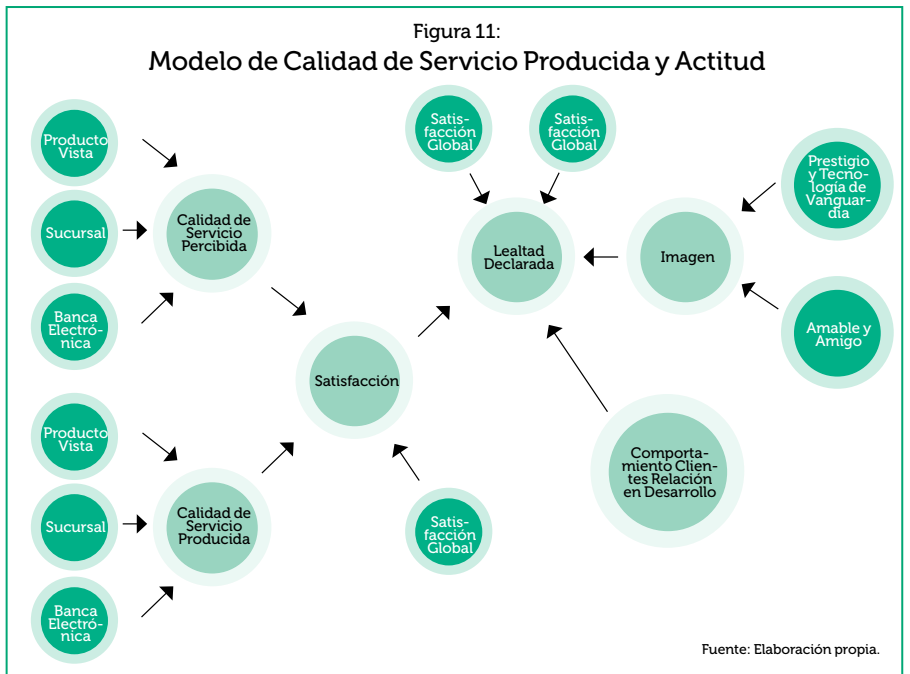 Figura 11:
Modelo de Calidad de Servicio Producida y Actitud
Producto
Vista
Sucursal
Banca
Electró-
nica
Calidad de
Servicio
Percibida
Producto
Vista
Sucursal
Banca
Electró-
nica
Calidad de
Servicio
Producida
Satisfacción
Satis-
facción
Global
Satis-
facción
Global
Satis-
facción
Global
Lealtad
Declarada
Imagen
Prestigio
y Tecno-
logía de
Vanguar-
dia
Amable y
Amigo
Comporta-
miento Clien-
tes Relación
en Desarrollo
Fuente: Elaboración propia.